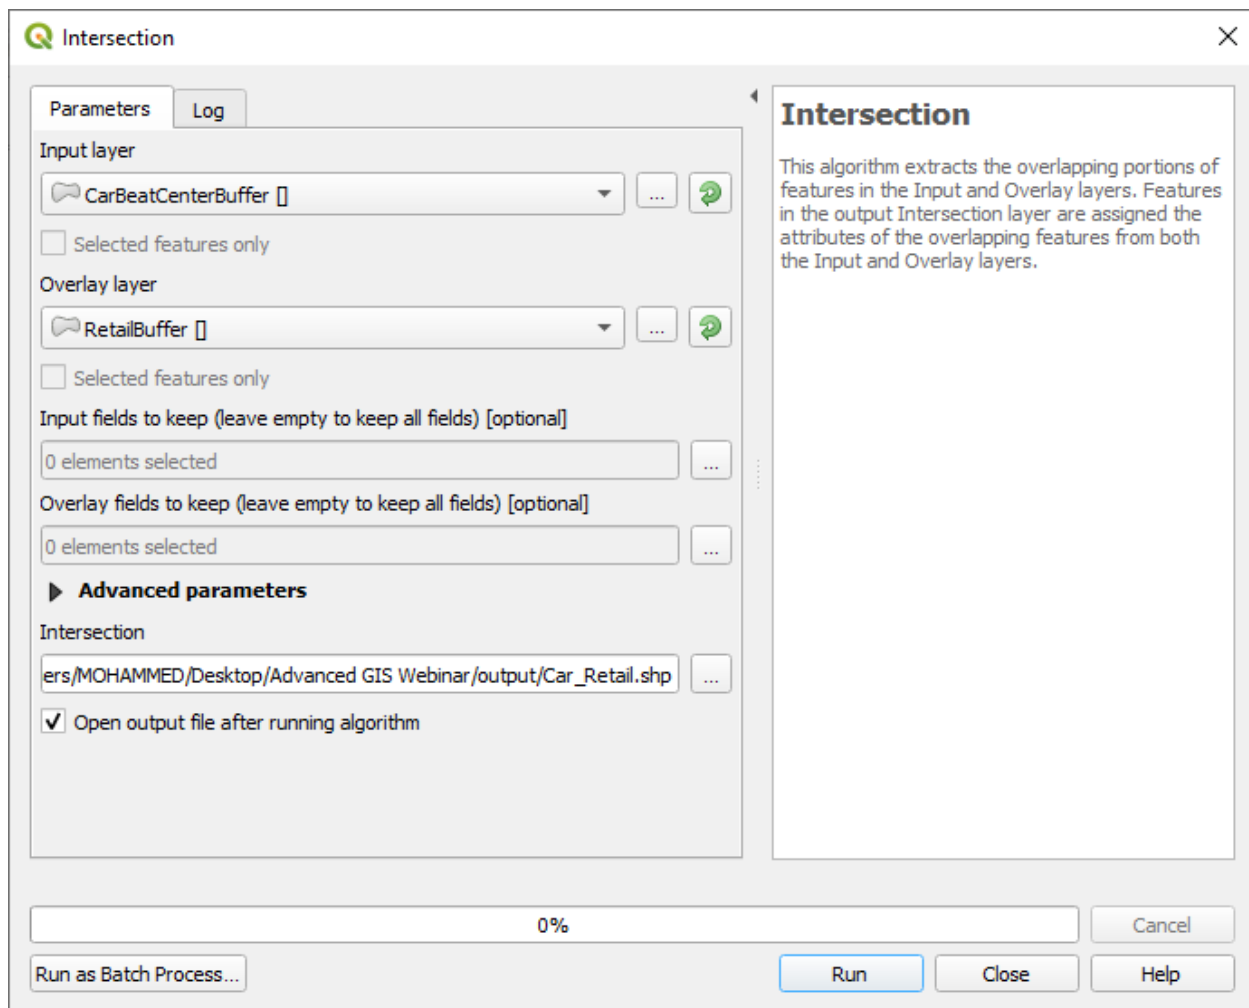 Intersection
Parameters
Log
Input layer
CarBeatCenterBuffer []
...
Selected features only
Overlay layer
RetailBuffer []
...
Selected features only
Input fields to keep (leave empty to keep all fields) [optional]
0 elements selected
...
Overlay fields to keep (leave empty to keep all fields) [optional]
0 elements selected
...
Advanced parameters
Intersection
ers/MOHAMMED/Desktop/Advanced GIS Webinar/output/Car_Retail.shp
...
Open output file after running algorithm
Intersection
This algorithm extracts the overlapping portions of
features in the Input and Overlay layers. Features
in the output Intersection layer are assigned the
attributes of the overlapping features from both
the Input and Overlay layers.
0%
Cancel
Run as Batch Process...
Run
Close
Help